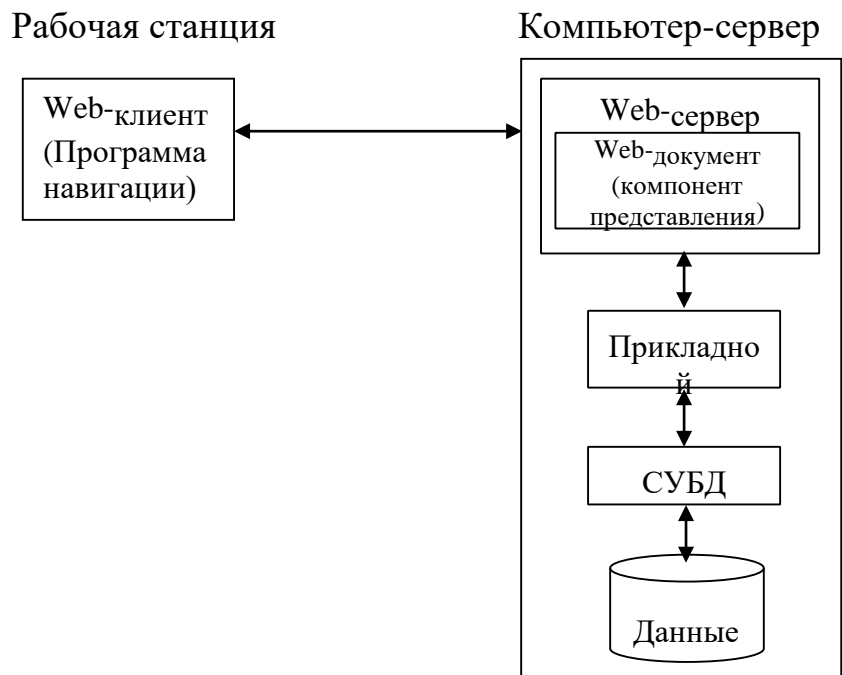 Рабочая станция
Компьютер-сервер
Web-клиент
(Программа
навигации)
Web-сервер
Web-документ
(компонент
представления)
Прикладно
й
СУБД
Данные